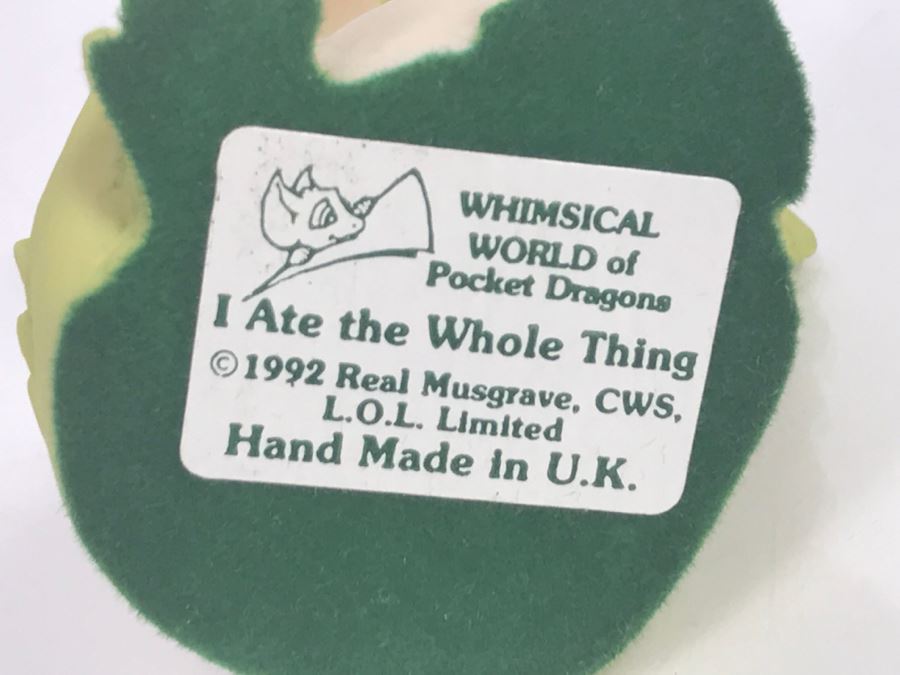 WHIMSICAL
WORLD of
Pocket Dragons
I Ate the Whole Thing
©1992 Real Musgrave, CWS,
L.O.L. Limited
Hand Made in U.K.